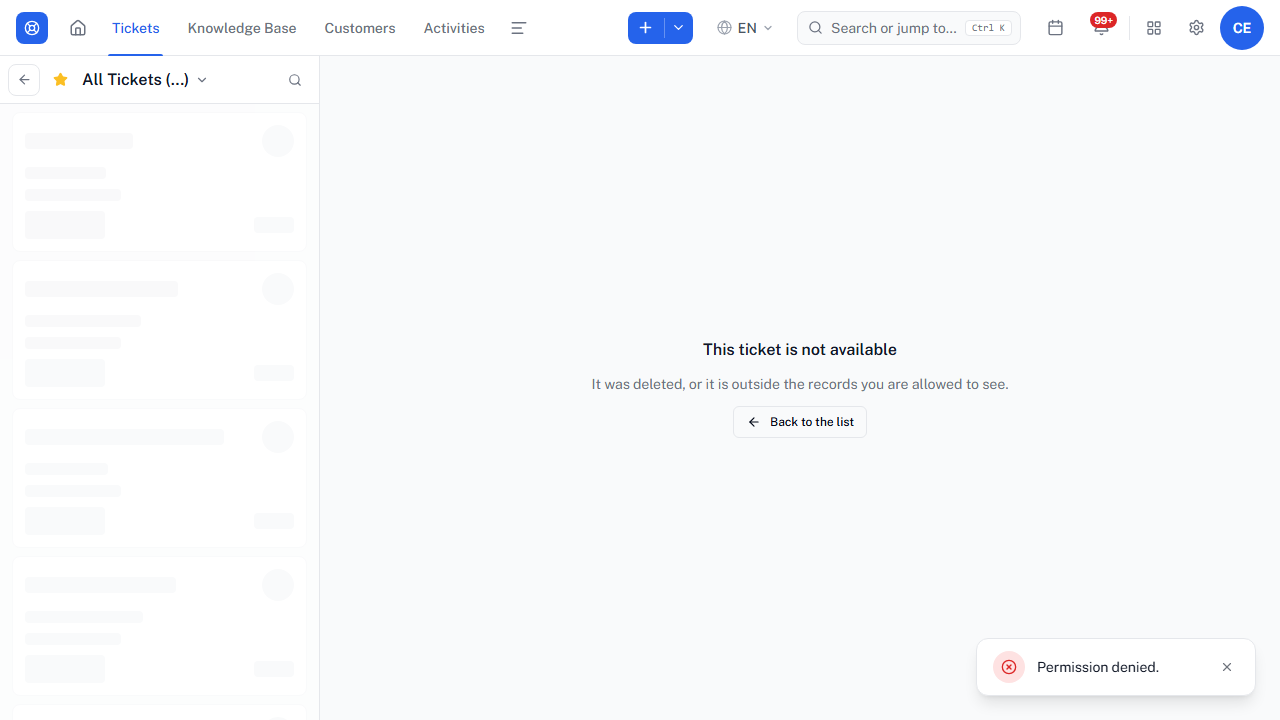 Tickets
Knowledge Base
Customers
Activities
EN
Search or jump to...
Ctrl K
99+
CE
All Tickets (...)
This ticket is not available
It was deleted, or it is outside the records you are allowed to see.
Back to the list
Permission denied.